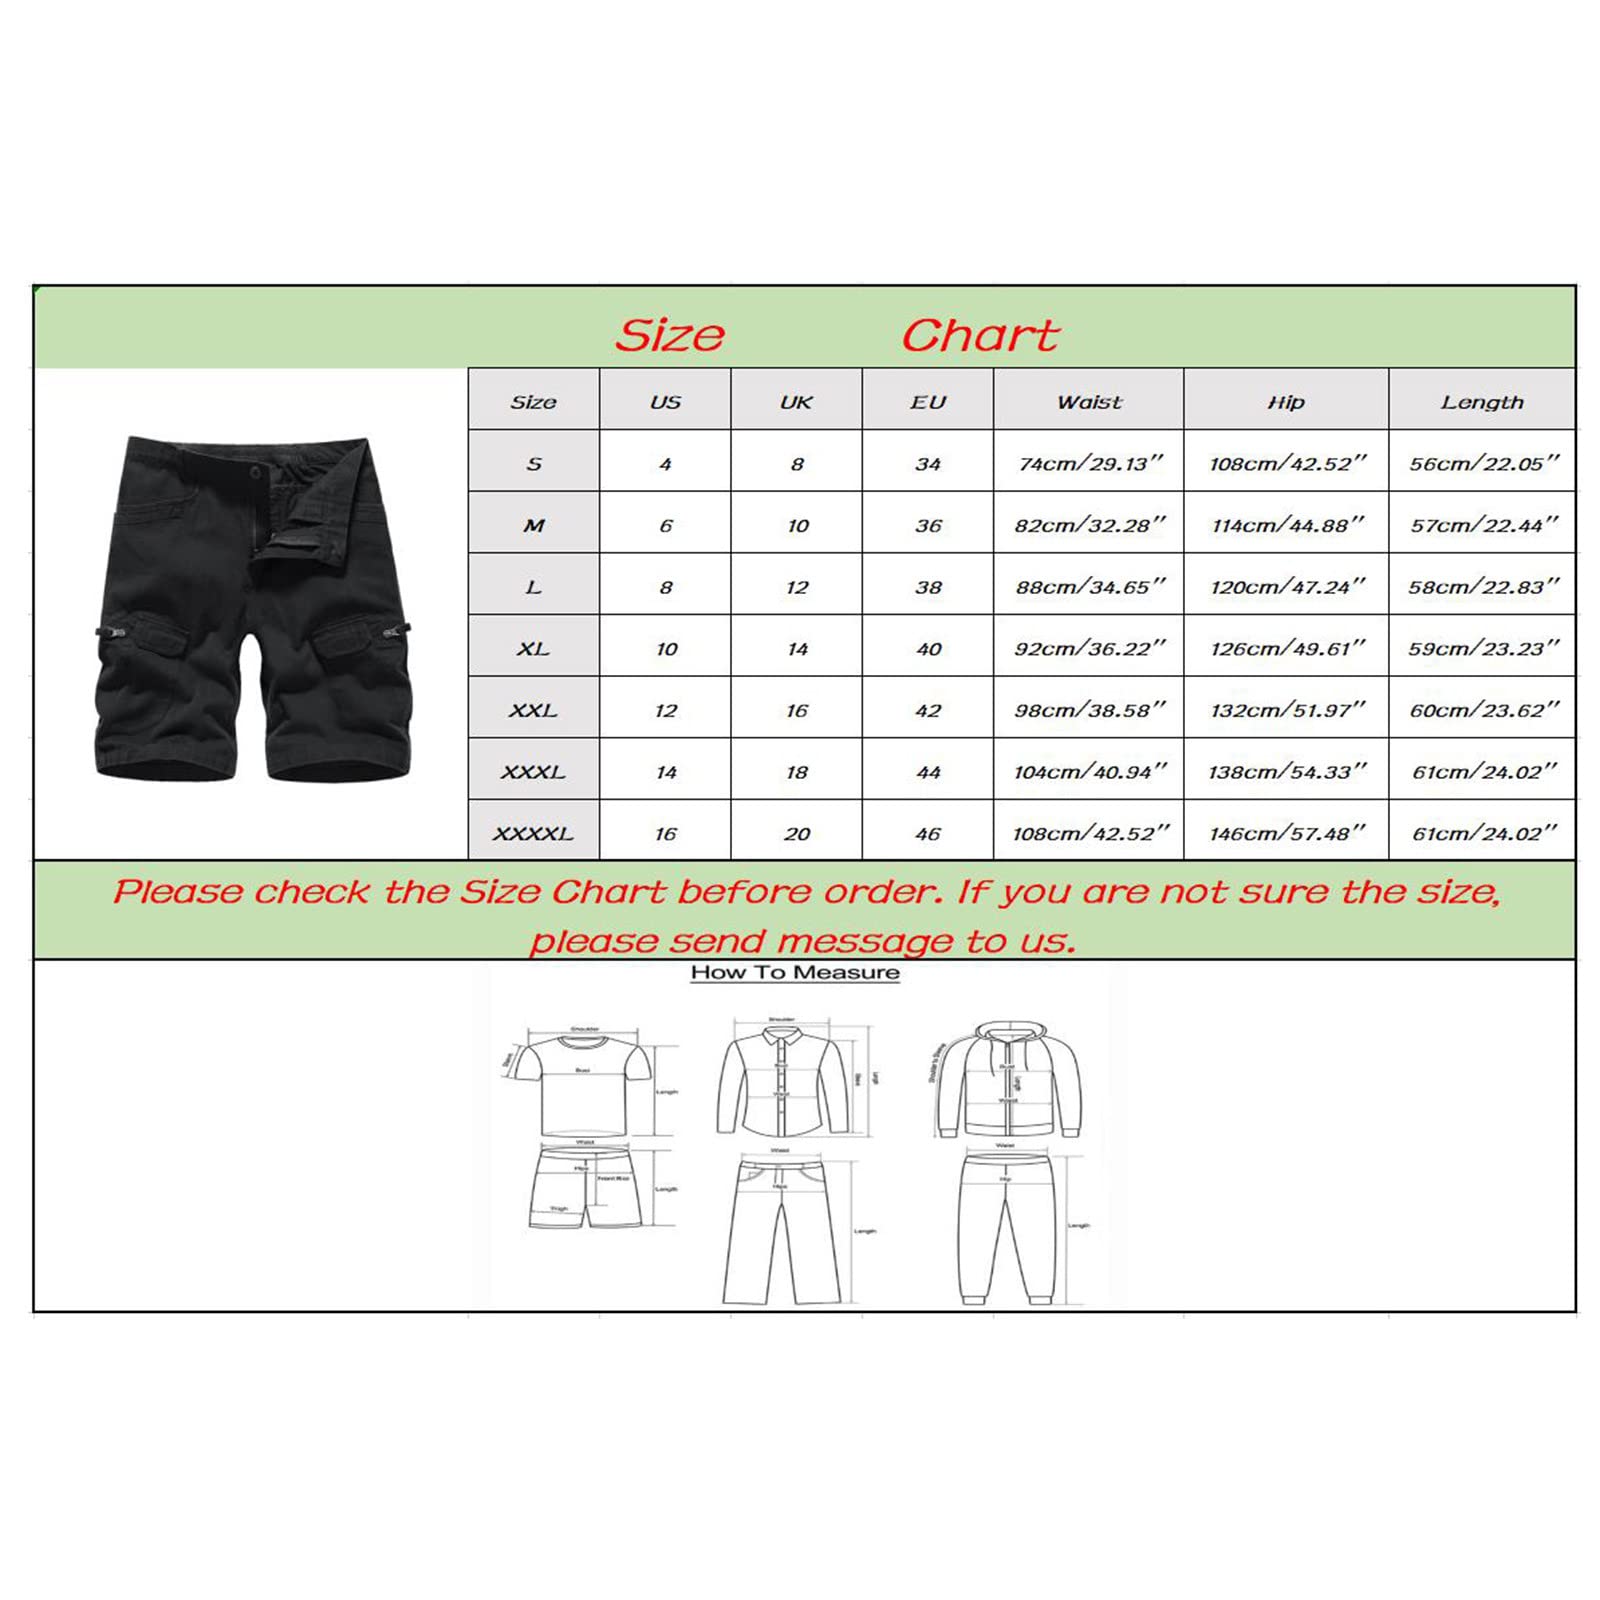 Size Chart
Size US UK EU Waist Hip Length
S 4 8 34 74cm/29.13″ 108cm/42.52″ 56cm/22.05″
M 6 10 36 82cm/32.28″ 114cm/44.88″ 57cm/22.44″
L 8 12 38 88cm/34.65″ 120cm/47.24″ 58cm/22.83″
XL 10 14 40 92cm/36.22″ 126cm/49.61″ 59cm/23.23″
XXL 12 16 42 98cm/38.58″ 132cm/51.97″ 60cm/23.62″
XXXL 14 18 44 104cm/40.94″ 138cm/54.33″ 61cm/24.02″
XXXXL 16 20 46 108cm/42.52″ 146cm/57.48″ 61cm/24.02″
Please check the Size Chart before order. If you are not sure the size,
please send message to us.
How To Measure
Shoulder
Sleeve
Bust
Length
Shoulder
Bust
Waist
Sleeve
Length
Shoulder to Sleeve
Bust
Length
Waist
Waist
Hips
Front Rise
Thigh
Length
Waist
Hips
Length
Waist
Hip
Length